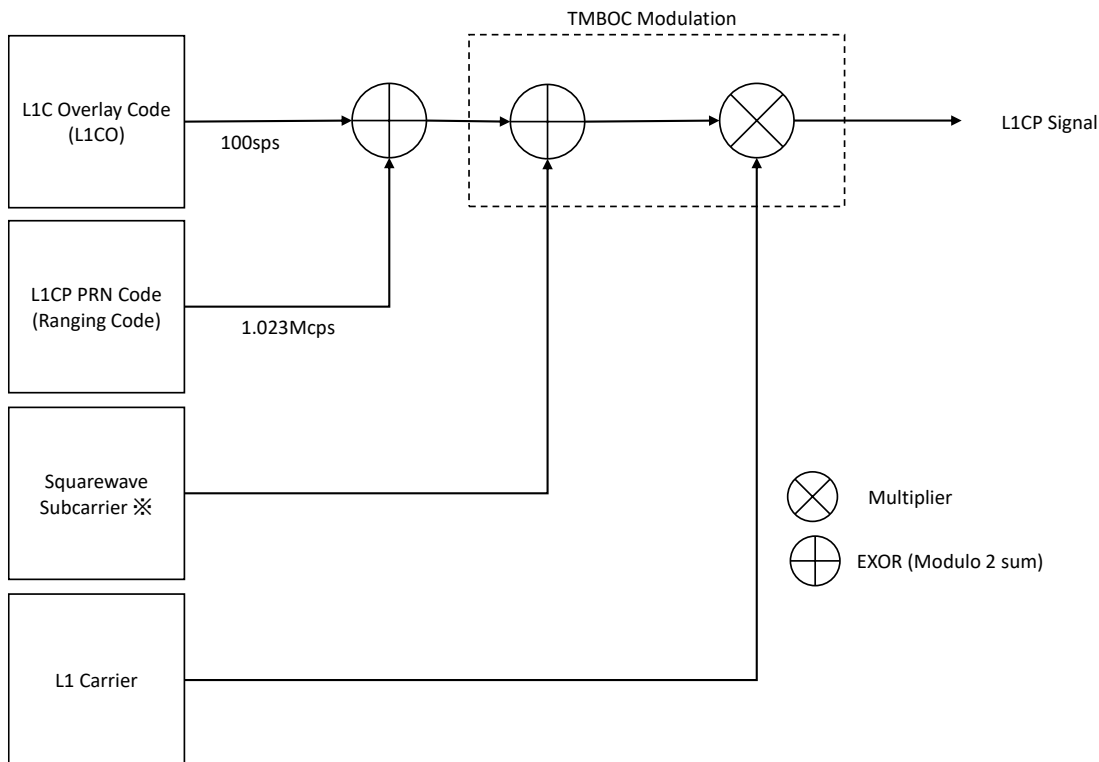 TMBOC Modulation
L1C Overlay Code
(L1CO)
100sps
L1CP Signal
L1CP PRN Code
(Ranging Code)
1.023Mcps
Squarewave
Subcarrier ※
Multiplier
EXOR (Modulo 2 sum)
L1 Carrier